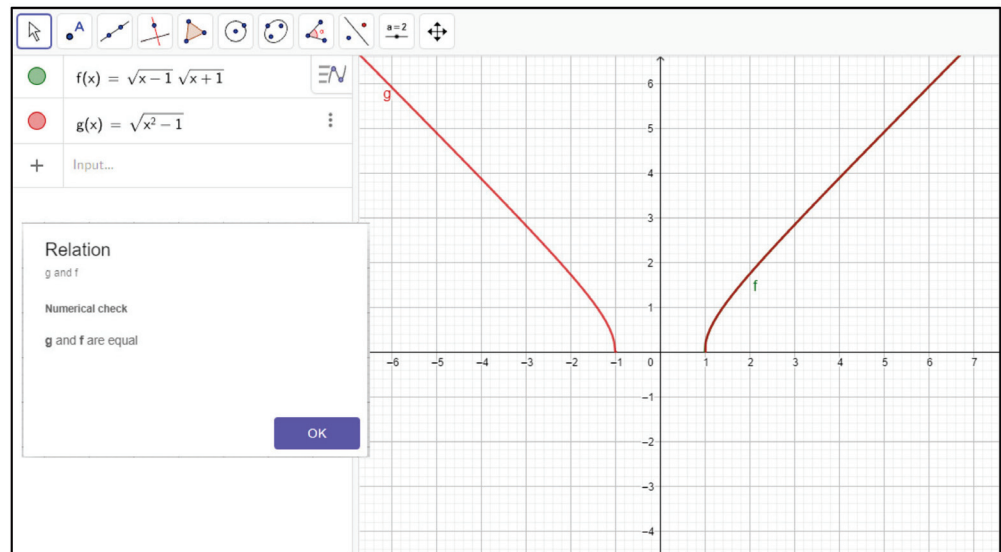 A
a = 2
f(x) = √x − 1 √x + 1
g(x) = √x² − 1
+ Input...
Relation
g and f
Numerical check
g and f are equal
OK
g
f
6
5
4
3
2
1
−6 −5 −4 −3 −2 −1 0 1 2 3 4 5 6 7
−1
−2
−3
−4